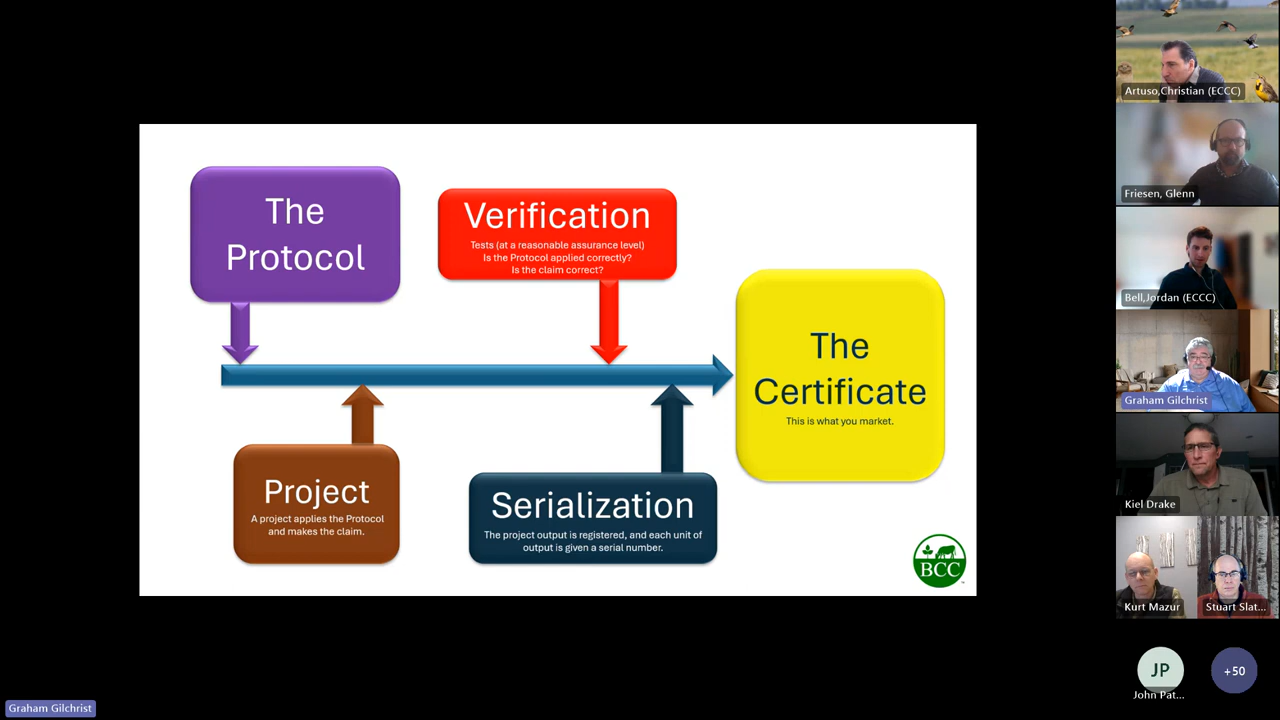 The
Protocol
Verification
Tests (at a reasonable assurance level)
Is the Protocol applied correctly?
Is the claim correct?
The
Certificate
This is what you market.
Project
A project applies the Protocol
and makes the claim.
Serialization
The project output is registered, and each unit of
output is given a serial number.
BCC
Artuso,Christian (ECCC)
Friesen, Glenn
Bell,Jordan (ECCC)
Graham Gilchrist
Kiel Drake
Kurt Mazur
Stuart Slat...
JP
+50
John Pat...
Graham Gilchrist